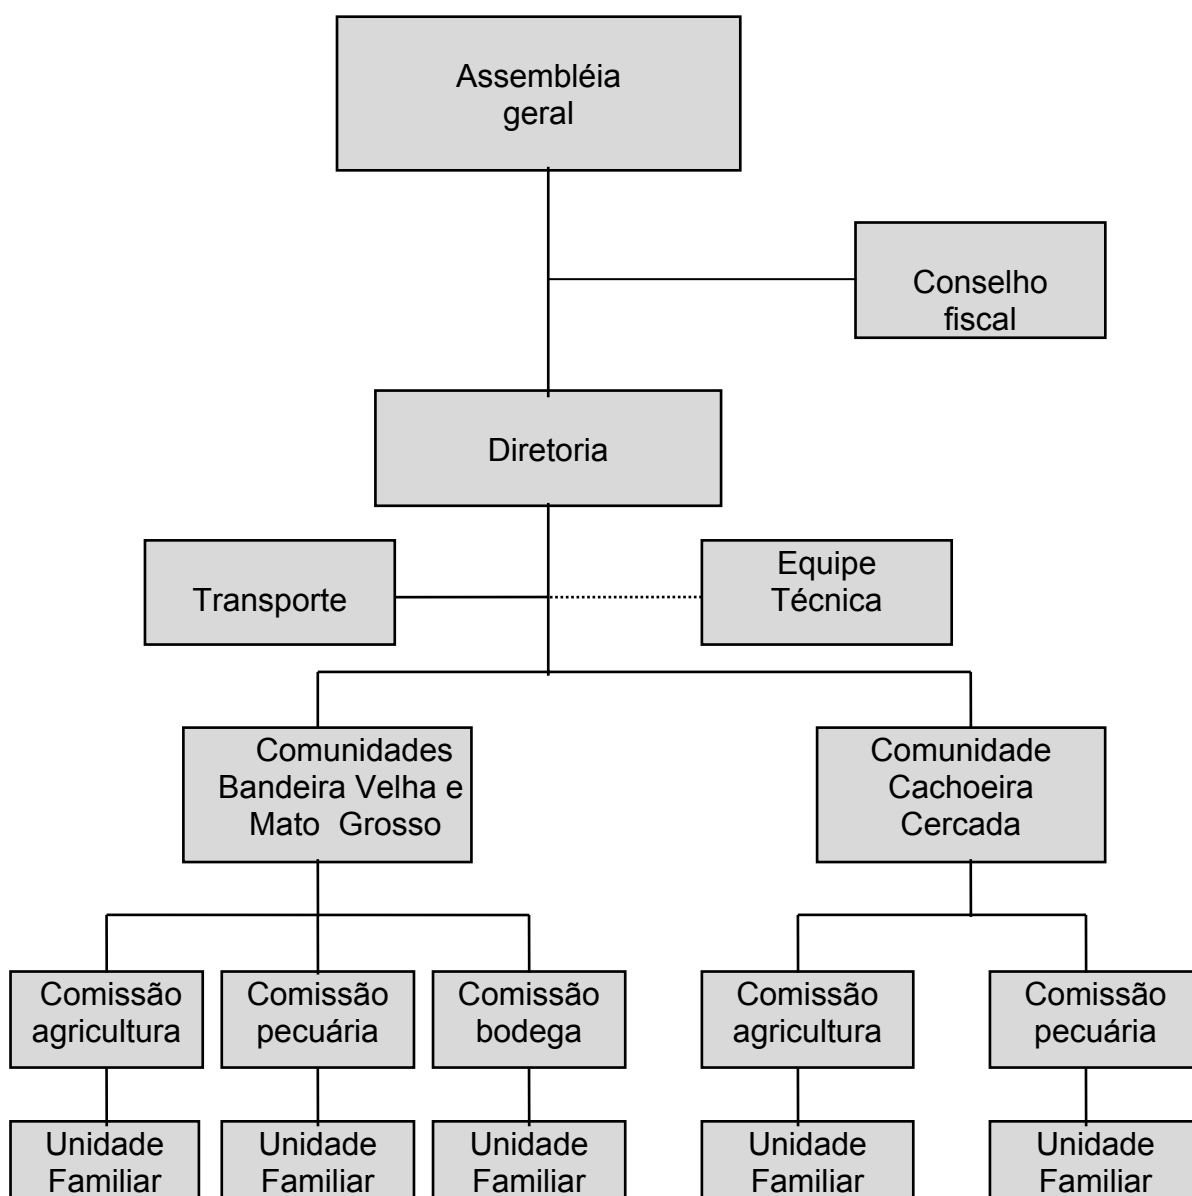 Assembléia
geral
Conselho
fiscal
Diretoria
Transporte
Equipe
Técnica
Comunidades
Bandeira Velha e
Mato Grosso
Comunidade
Cachoeira
Cercada
Comissão
agricultura
Comissão
pecuária
Comissão
bodega
Comissão
agricultura
Comissão
pecuária
Unidade
Familiar
Unidade
Familiar
Unidade
Familiar
Unidade
Familiar
Unidade
Familiar